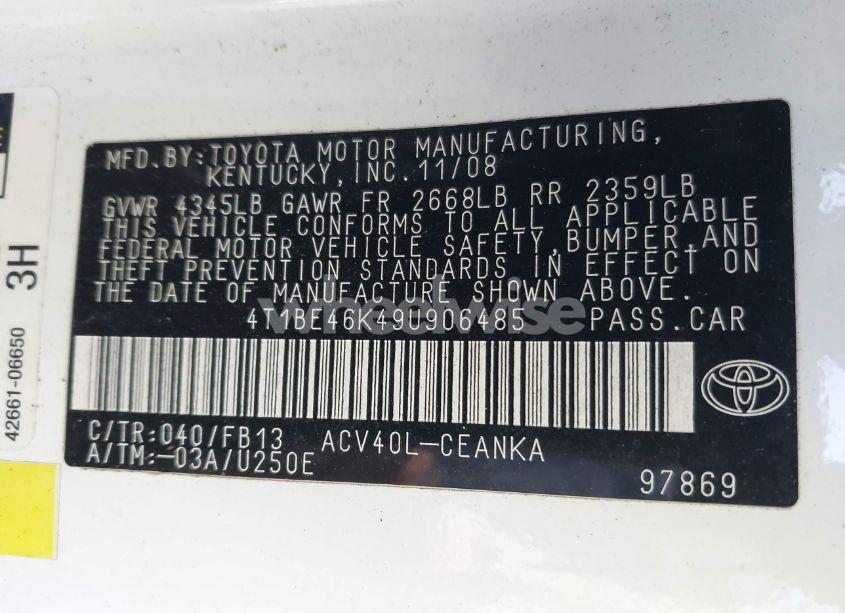 MFD. BY: TOYOTA MOTOR MANUFACTURING,
KENTUCKY, INC. 11/08
GVWR 4345LB GAWR FR 2668LB RR 2359LB
THIS VEHICLE CONFORMS TO ALL APPLICABLE
FEDERAL MOTOR VEHICLE SAFETY, BUMPER, AND
THEFT PREVENTION STANDARDS IN EFFECT ON
THE DATE OF MANUFACTURE SHOWN ABOVE.
4T1BE46K49U906485 PASS.CAR
C/TR:040/FB13 ACV40L-CEANKA
A/TM:-03A/U250E
97869
42661-06650
3H
wheelwise